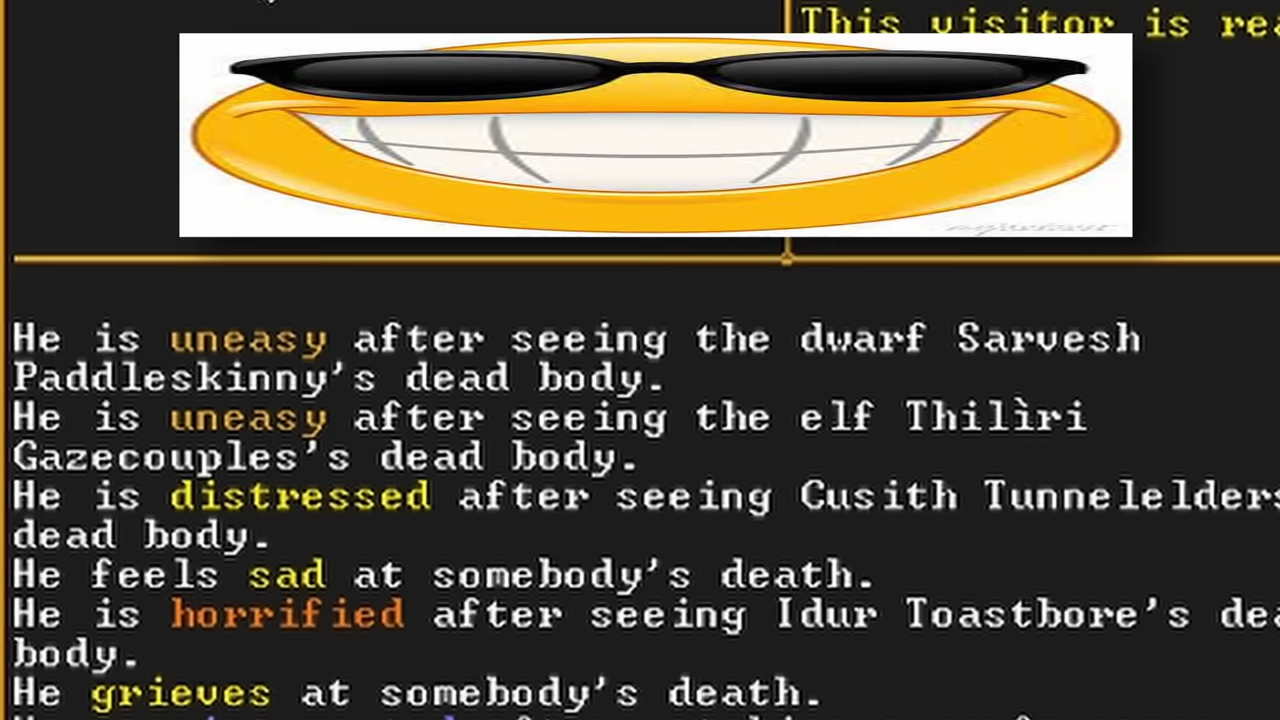 This visitor is
He is uneasy after seeing the dwarf Sarvesh
Paddleskinny's dead body.
He is uneasy after seeing the elf Thilìri
Gazecouples's dead body.
He is distressed after seeing Cusith Tunnelelders
dead body.
He feels sad at somebody's death.
He is horrified after seeing Idur Toastbore's
body.
He grieves at somebody's death.